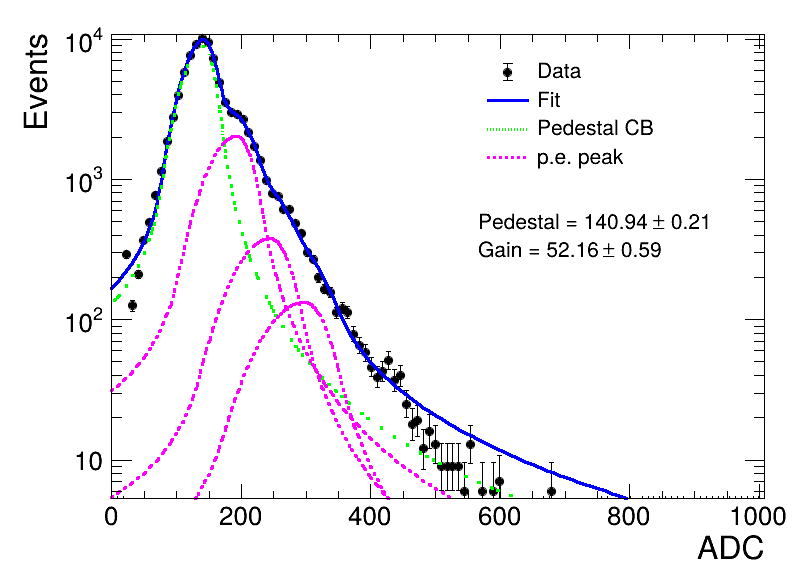 Events
10⁴
10³
10²
10
Data
Fit
Pedestal CB
p.e. peak
Pedestal = 140.94 ± 0.21
Gain = 52.16 ± 0.59
0 200 400 600 800 1000
ADC